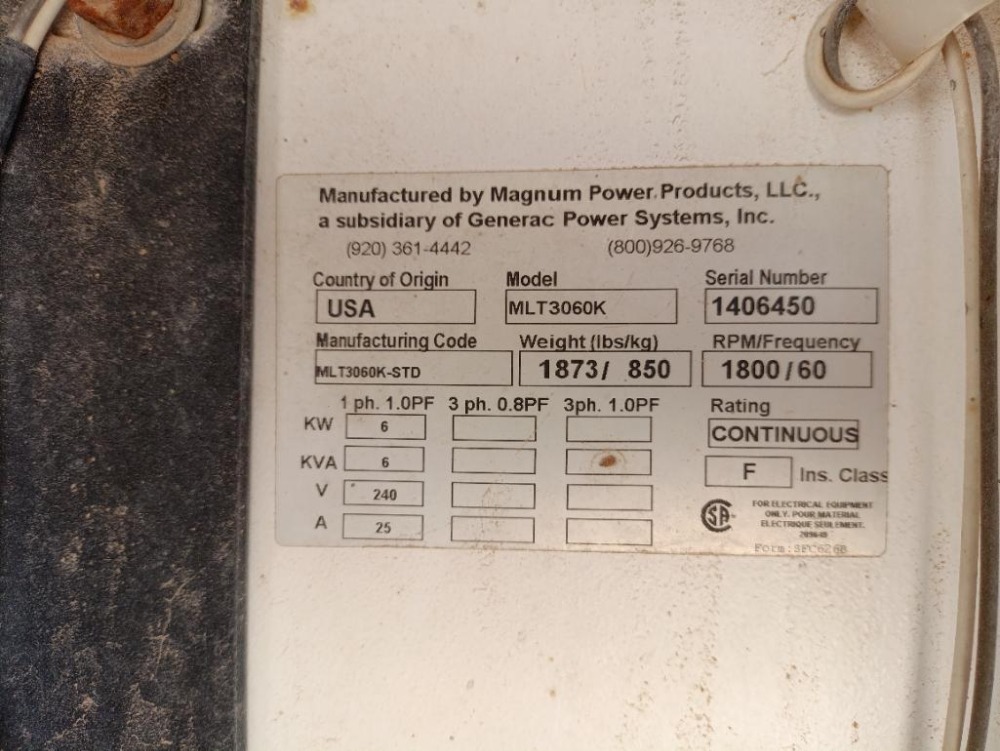 Manufactured by Magnum Power Products, LLC.,
a subsidiary of Generac Power Systems, Inc.
(920) 361-4442 (800)926-9768
Country of Origin Model Serial Number
USA MLT3060K 1406450
Manufacturing Code Weight (lbs/kg) RPM/Frequency
MLT3060K-STD 1873/ 850 1800/60
1 ph. 1.0PF 3 ph. 0.8PF 3ph. 1.0PF Rating
KW 6 CONTINUOUS
KVA 6 F Ins. Class
V 240
A 25
SA
FOR ELECTRICAL EQUIPMENT
ONLY. POUR MATERIAL
ELECTRIQUE SEULEMENT.